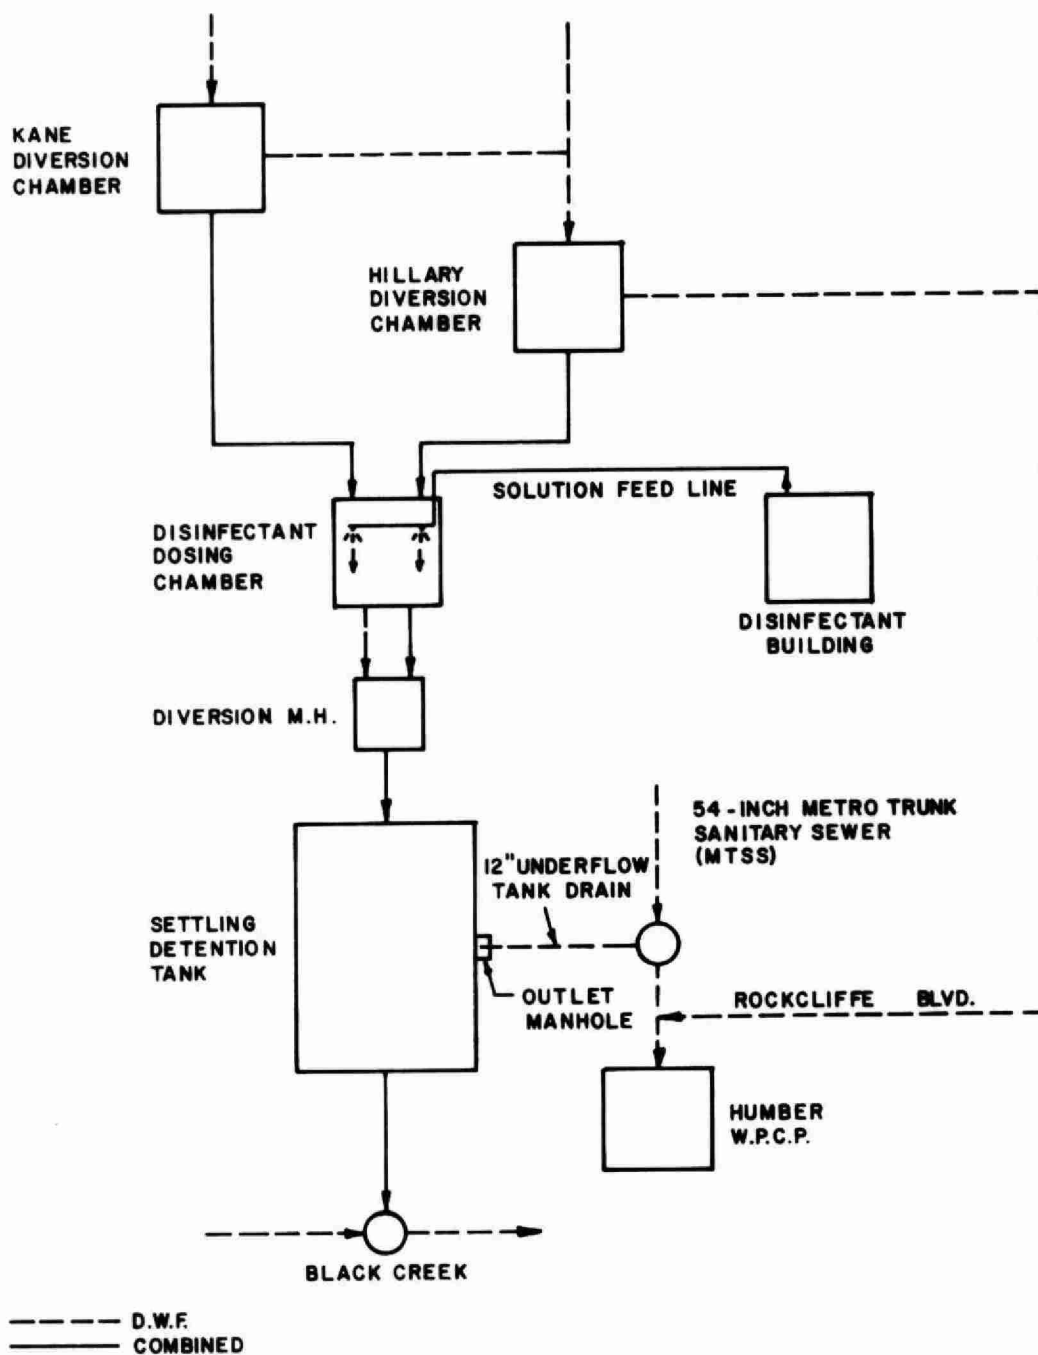 KANE
DIVERSION
CHAMBER
HILLARY
DIVERSION
CHAMBER
SOLUTION FEED LINE
DISINFECTANT
DOSING
CHAMBER
DISINFECTANT
BUILDING
DIVERSION M.H.
54-INCH METRO TRUNK
SANITARY SEWER
(MTSS)
12" UNDERFLOW
TANK DRAIN
SETTLING
DETENTION
TANK
OUTLET
MANHOLE
ROCKCLIFFE BLVD.
HUMBER
W.P.C.P.
BLACK CREEK
D.W.F.
COMBINED